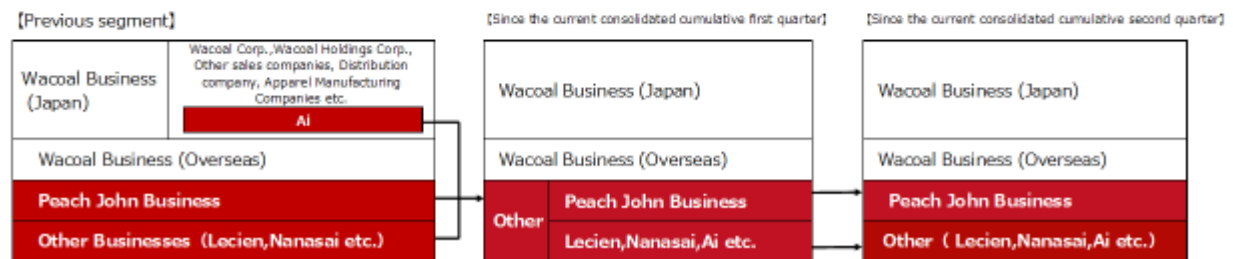 【Previous segment】
Wacoal Business
(Japan)
Wacoal Corp.,Wacoal Holdings Corp.,
Other sales companies, Distribution
company, Apparel Manufacturing
Companies etc.
Ai
Wacoal Business (Overseas)
Peach John Business
Other Businesses (Lecien,Nanasai etc.)
【Since the current consolidated cumulative first quarter】
Wacoal Business (Japan)
Wacoal Business (Overseas)
Other
Peach John Business
Lecien,Nanasai,Ai etc.
【Since the current consolidated cumulative second quarter】
Wacoal Business (Japan)
Wacoal Business (Overseas)
Peach John Business
Other ( Lecien,Nanasai,Ai etc.)